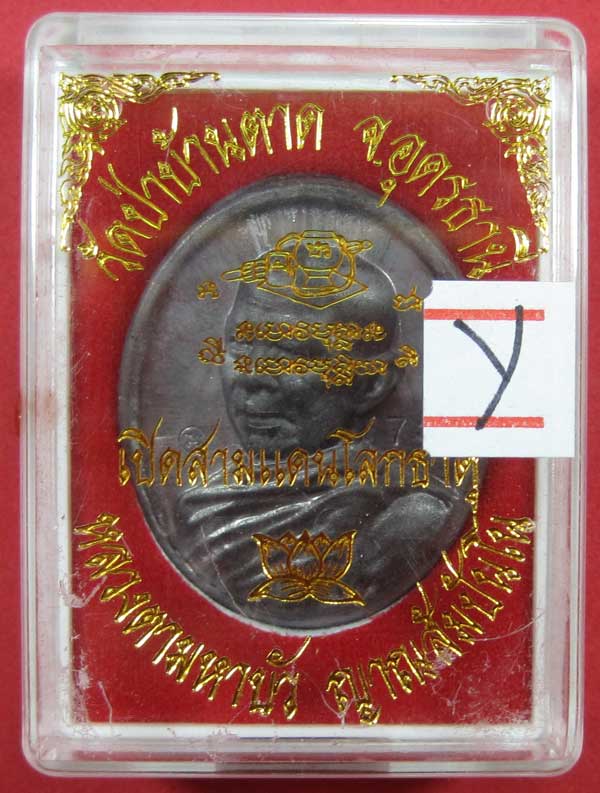 วัดป่าบ้านตาด จ.อุดรธานี
Y
7
เปิดสามแดนโลกธาตุ
หลวงตามหาบัว ญาณสัมปันโน